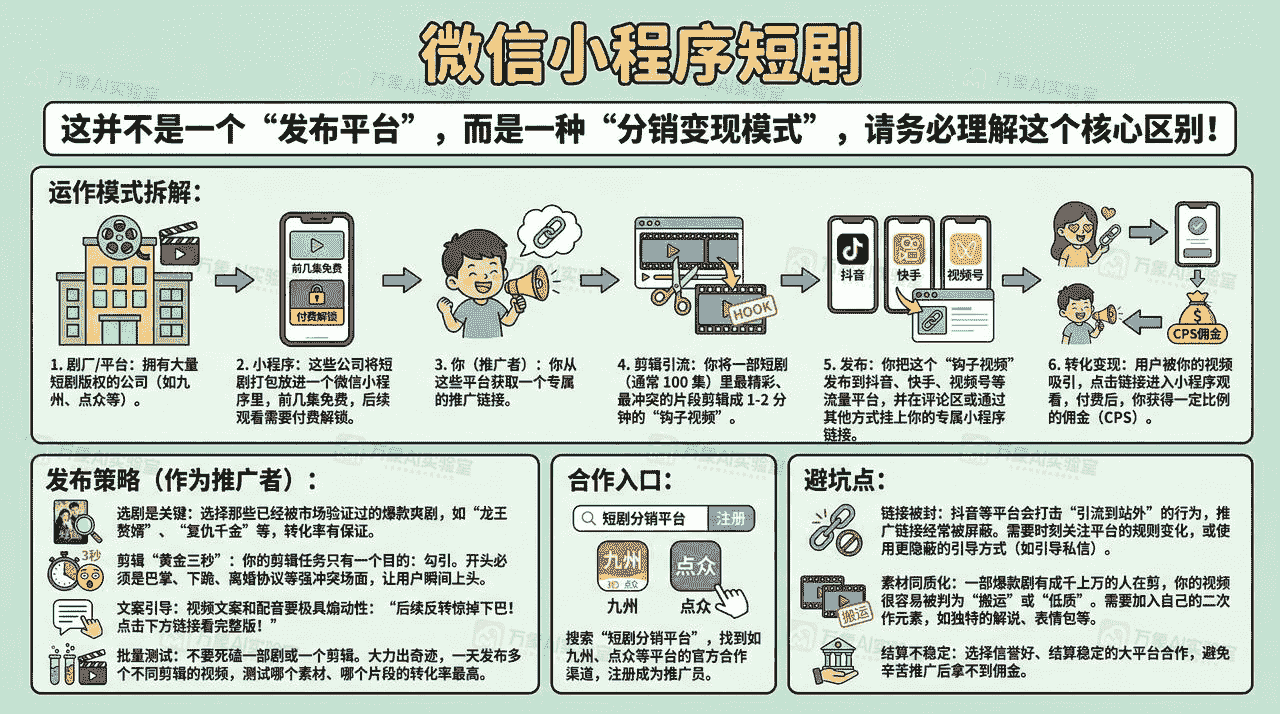 微信小程序短剧
这并不是一个“发布平台”，而是一种“分销变现模式”，请务必理解这个核心区别！
运作模式拆解：
前几集免费
付费解锁
HOOK
抖音
快手
视频号
$
CPS佣金
1. 剧厂/平台：拥有大量
短剧版权的公司（如九
州、点众等）。
2. 小程序：这些公司将短
剧打包放进一个微信小程
序里，前几集免费，后续
观看需要付费解锁。
3. 你（推广者）：你从
这些平台获取一个专属
的推广链接。
4. 剪辑引流：你将一部短剧
（通常 100 集）里最精彩、
最冲突的片段剪辑成 1-2 分
钟的“钩子视频”。
5. 发布：你把这个“钩子视频”
发布到抖音、快手、视频号等
流量平台，并在评论区或通过
其他方式挂上你的专属小程序
链接。
6. 转化变现：用户被你的视频
吸引，点击链接进入小程序观
看，付费后，你获得一定比例
的佣金（CPS）。
发布策略（作为推广者）：
选剧是关键：选择那些已经被市场验证过的爆款爽剧，如“龙王
赘婿”、“复仇千金”等，转化率有保证。
3秒
剪辑“黄金三秒”：你的剪辑任务只有一个目的：勾引。开头必
须是巴掌、下跪、离婚协议等强冲突场面，让用户瞬间上头。
文案引导：视频文案和配音要极具煽动性：“后续反转惊掉下巴！
点击下方链接看完整版！”
批量测试：不要死磕一部剧或一个剪辑。大力出奇迹，一天发布多
个不同剪辑的视频，测试哪个素材、哪个片段的转化率最高。
合作入口：
短剧分销平台
注册
九州
点众
九州
点众
搜索“短剧分销平台”，找到如
九州、点众等平台的官方合作
渠道，注册成为推广员。
避坑点：
链接被封：抖音等平台会打击“引流到站外”的行为，推
广链接经常被屏蔽。需要时刻关注平台的规则变化，或使
用更隐蔽的引导方式（如引导私信）。
搬运
素材同质化：一部爆款剧有成千上万的人在剪，你的视频
很容易被判为“搬运”或“低质”。需要加入自己的二次
作元素，如独特的解说、表情包等。
结算不稳定：选择信誉好、结算稳定的大平台合作，避免
辛苦推广后拿不到佣金。
万象AI实验室